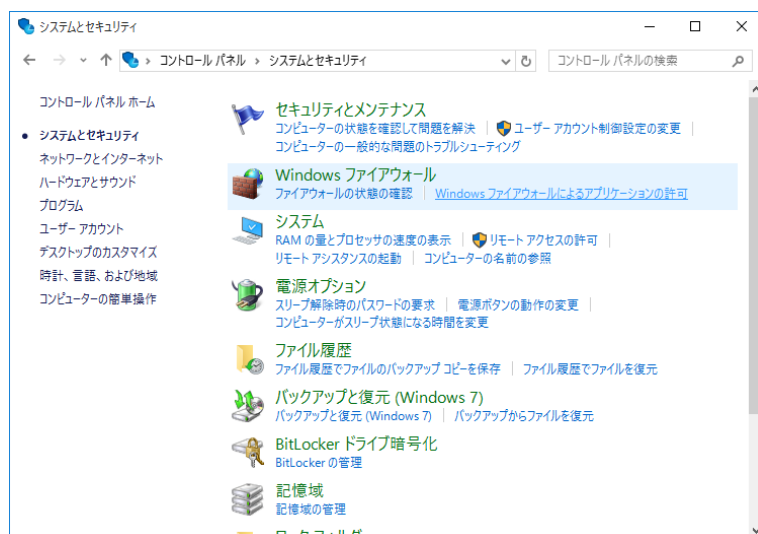 システムとセキュリティ
コントロール パネル › システムとセキュリティ
コントロール パネルの検索
コントロール パネル ホーム
システムとセキュリティ
ネットワークとインターネット
ハードウェアとサウンド
プログラム
ユーザー アカウント
デスクトップのカスタマイズ
時計、言語、および地域
コンピューターの簡単操作
セキュリティとメンテナンス
コンピューターの状態を確認して問題を解決 ユーザー アカウント制御設定の変更
コンピューターの一般的な問題のトラブルシューティング
Windows ファイアウォール
ファイアウォールの状態の確認 Windows ファイアウォールによるアプリケーションの許可
システム
RAM の量とプロセッサの速度の表示 リモート アクセスの許可
リモート アシスタンスの起動 コンピューターの名前の参照
電源オプション
スリープ解除時のパスワードの要求 電源ボタンの動作の変更
コンピューターがスリープ状態になる時間を変更
ファイル履歴
ファイル履歴でファイルのバックアップ コピーを保存 ファイル履歴でファイルを復元
バックアップと復元 (Windows 7)
バックアップと復元 (Windows 7) バックアップからファイルを復元
BitLocker ドライブ暗号化
BitLocker の管理
記憶域
記憶域の管理